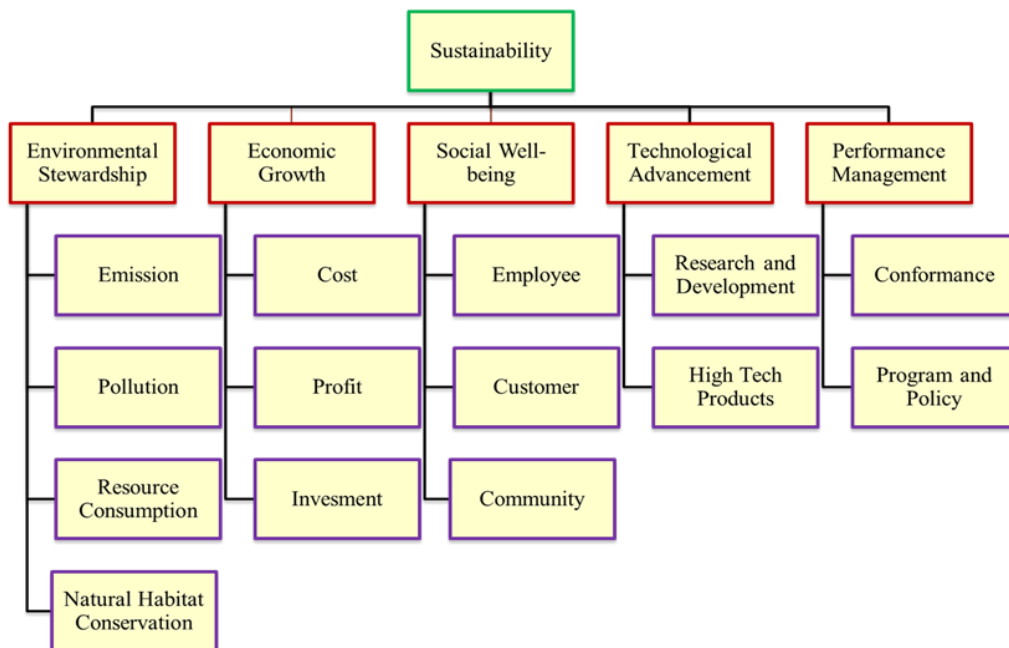 Sustainability
Environmental
Stewardship
Economic
Growth
Social Well-
being
Technological
Advancement
Performance
Management
Emission
Cost
Employee
Research and
Development
Conformance
Pollution
Profit
Customer
High Tech
Products
Program and
Policy
Resource
Consumption
Invesment
Community
Natural Habitat
Conservation